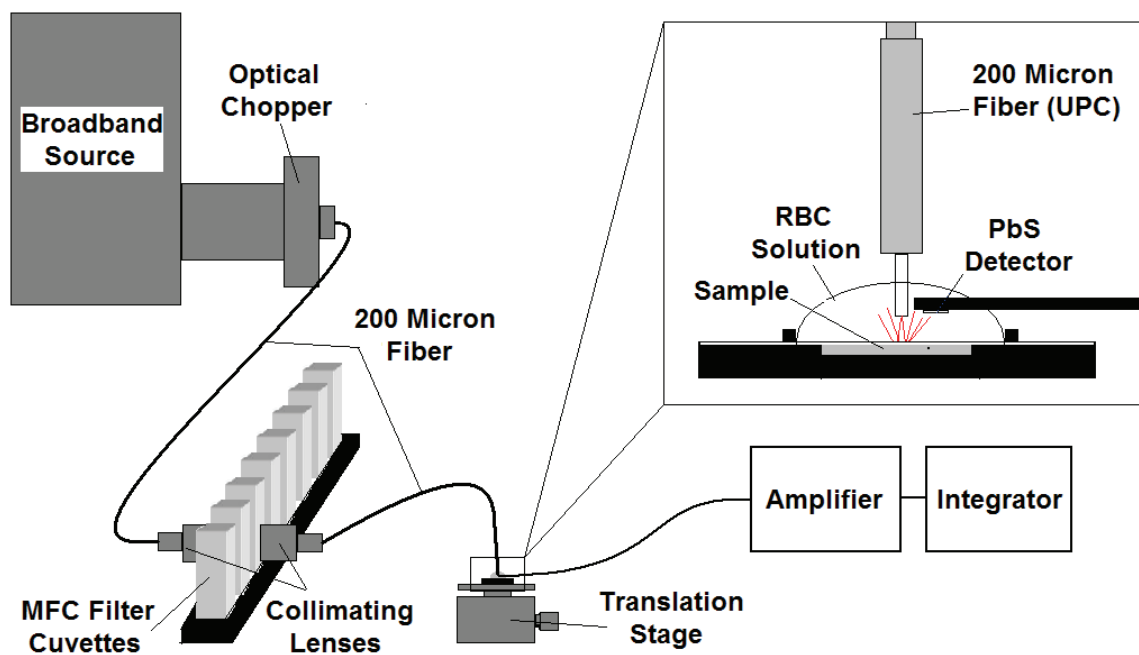 Optical
Chopper
Broadband
Source
200 Micron
Fiber (UPC)
RBC
Solution
PbS
Detector
Sample
200 Micron
Fiber
Amplifier
Integrator
MFC Filter
Cuvettes
Collimating
Lenses
Translation
Stage